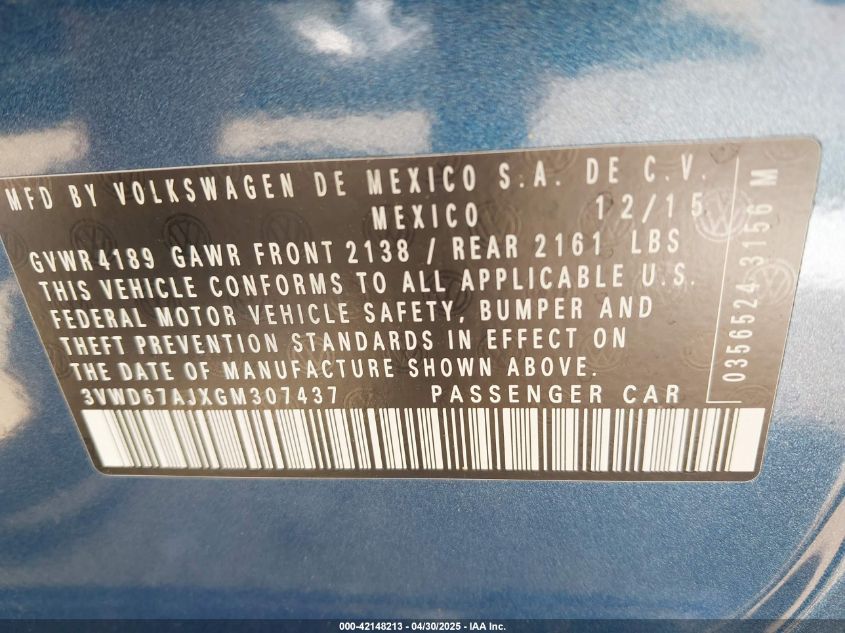 MFD BY VOLKSWAGEN DE MEXICO S.A. DE C.V.
MEXICO 12/15
GVWR 4189 GAWR FRONT 2138 / REAR 2161 LBS
THIS VEHICLE CONFORMS TO ALL APPLICABLE U.S.
FEDERAL MOTOR VEHICLE SAFETY, BUMPER AND
THEFT PREVENTION STANDARDS IN EFFECT ON
THE DATE OF MANUFACTURE SHOWN ABOVE.
3VWD67AJXGM307437 PASSENGER CAR
0356524-3156 M
000-42148213 - 04/30/2025 - IAA Inc.